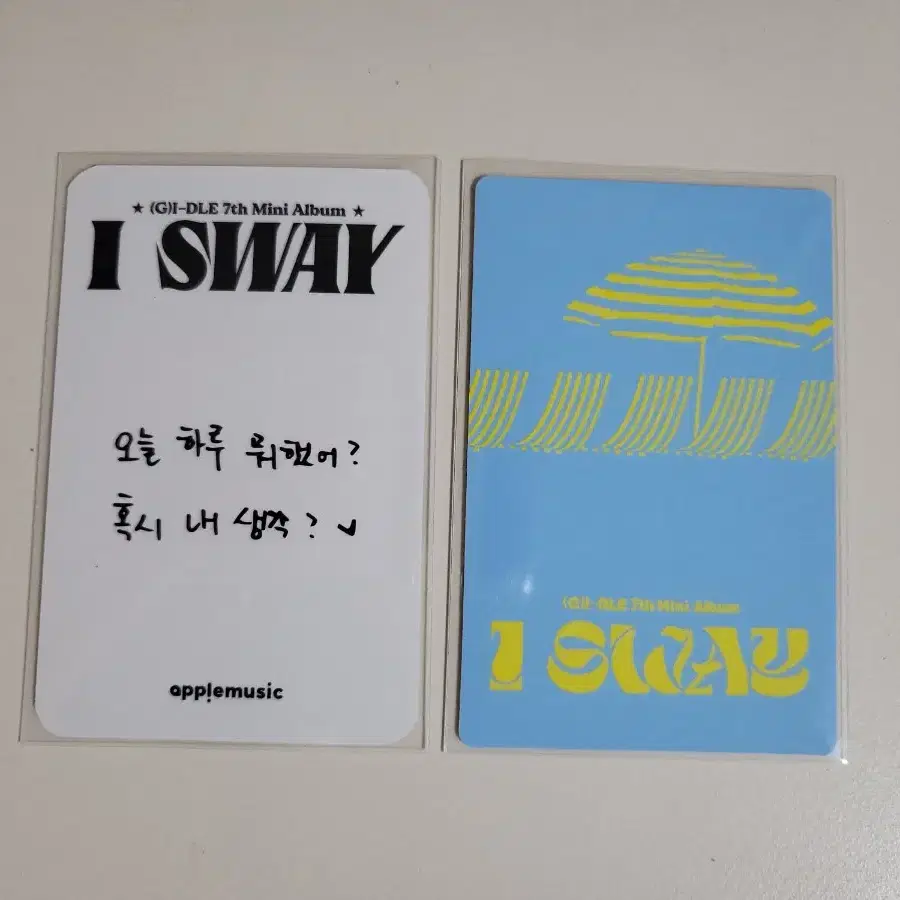 ★ (G)I-DLE 7th Mini Album ★
I SWAY
오늘 하루 뭐했어?
혹시 내 생각?
applemusic
(G)I-DLE 7th Mini Album
I SWAY